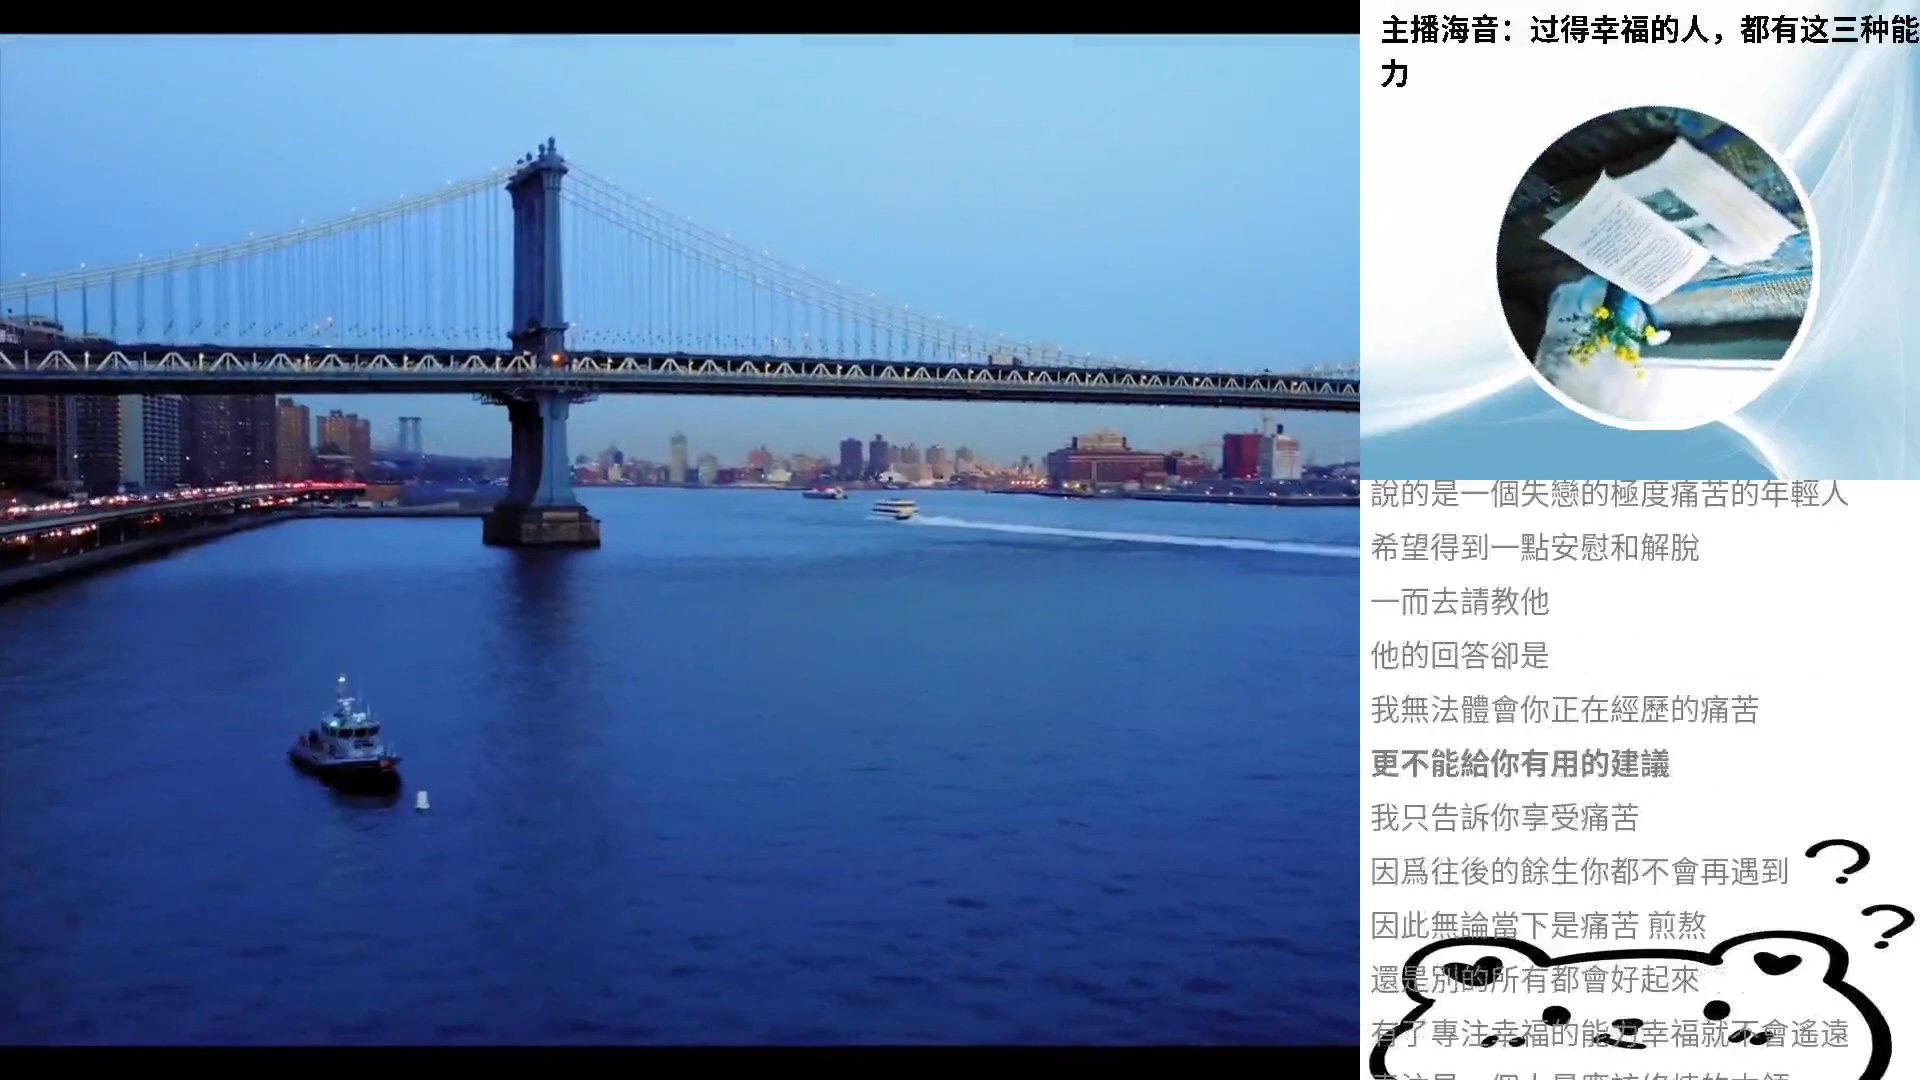 主播海音：过得幸福的人，都有这三种能
力
說的是一個失戀的極度痛苦的年輕人
希望得到一點安慰和解脫
一而去請教他
他的回答卻是
我無法體會你正在經歷的痛苦
更不能給你有用的建議
我只告訴你享受痛苦
因爲往後的餘生你都不會再遇到
因此無論當下是痛苦 煎熬
還是別的所有都會好起來
有了專注幸福的能力幸福就不會遙遠